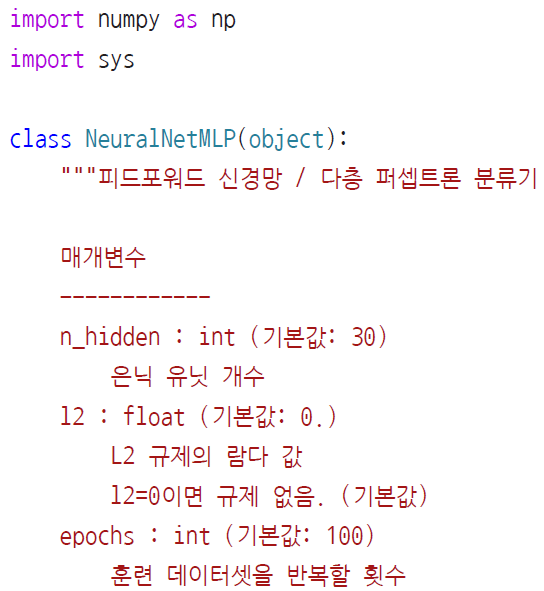 import numpy as np
import sys
class NeuralNetMLP(object):
"""피드포워드 신경망 / 다층 퍼셉트론 분류기
매개변수
------------
n_hidden : int (기본값: 30)
은닉 유닛 개수
l2 : float (기본값: 0.)
L2 규제의 람다 값
l2=0이면 규제 없음. (기본값)
epochs : int (기본값: 100)
훈련 데이터셋을 반복할 횟수